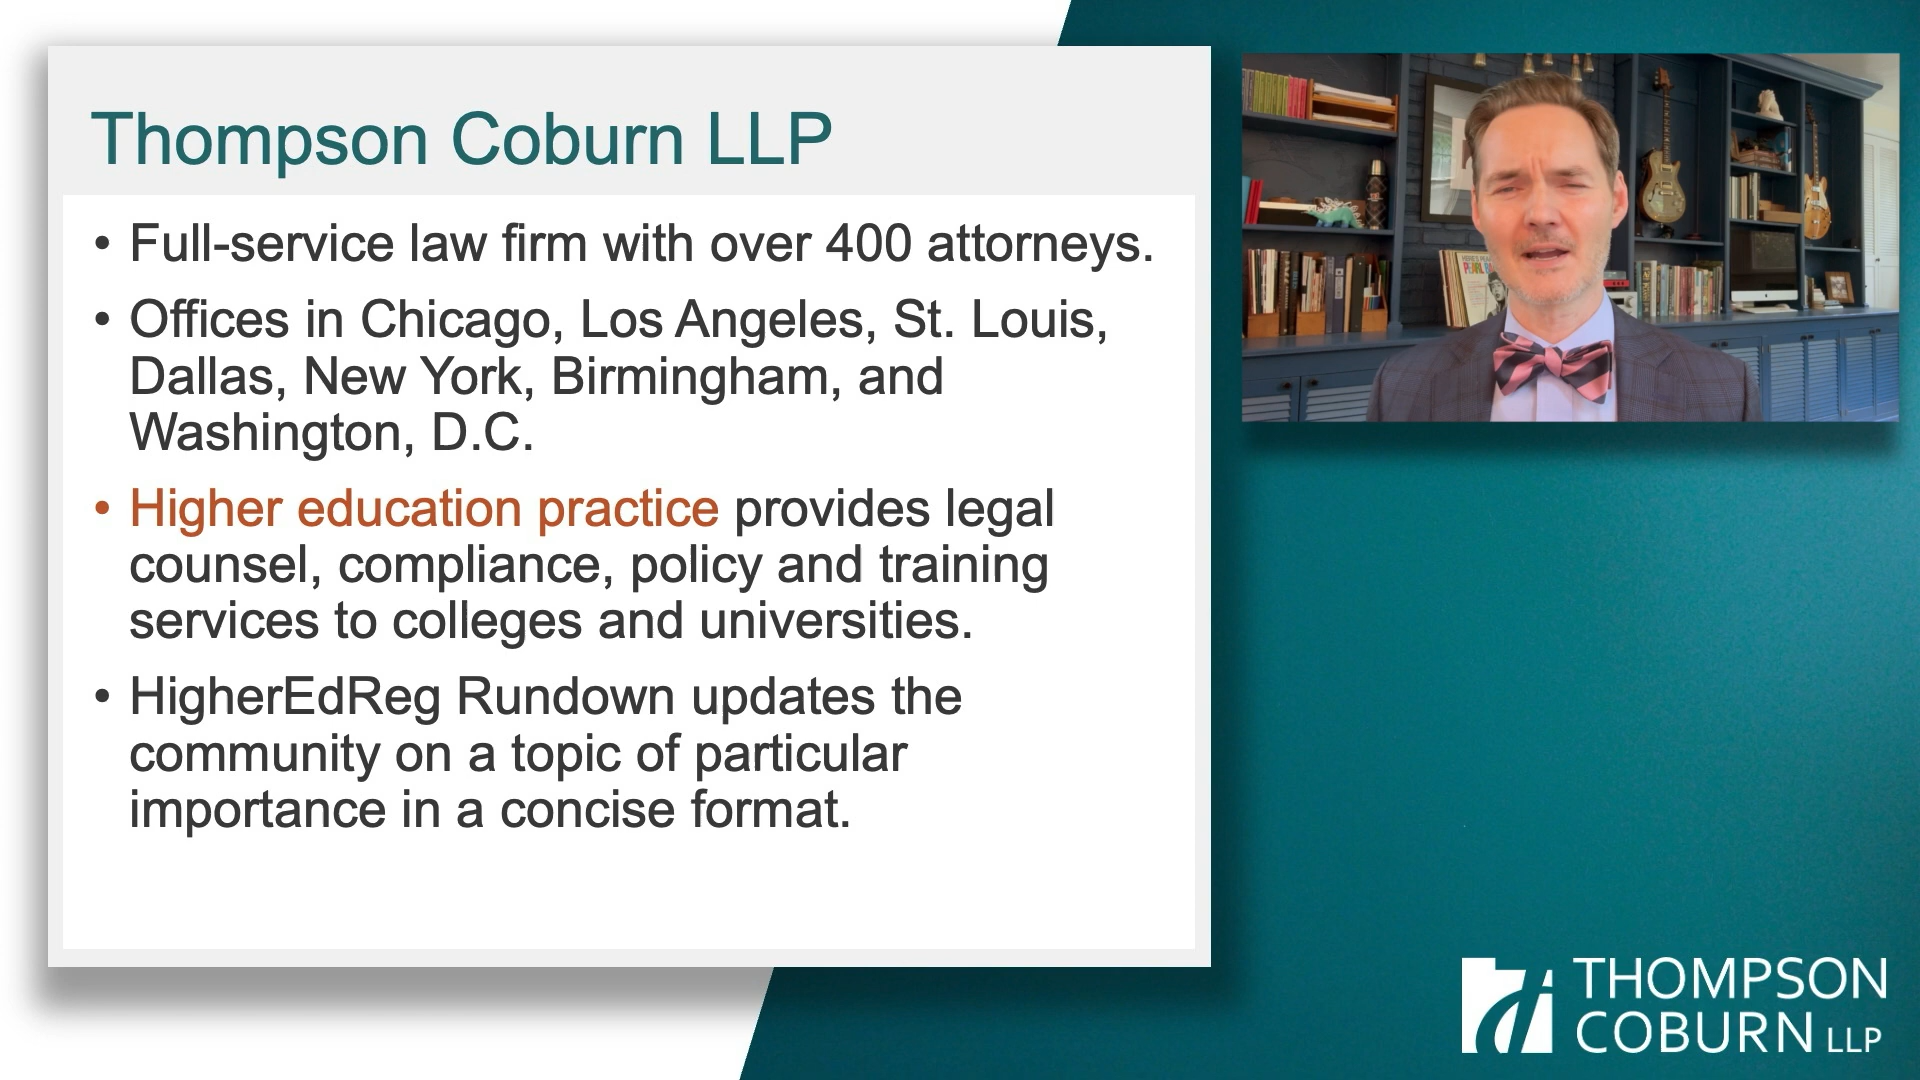 Thompson Coburn LLP
• Full-service law firm with over 400 attorneys.
• Offices in Chicago, Los Angeles, St. Louis,
Dallas, New York, Birmingham, and
Washington, D.C.
• Higher education practice provides legal
counsel, compliance, policy and training
services to colleges and universities.
• HigherEdReg Rundown updates the
community on a topic of particular
importance in a concise format.
PEARL
THOMPSON
COBURN LLP